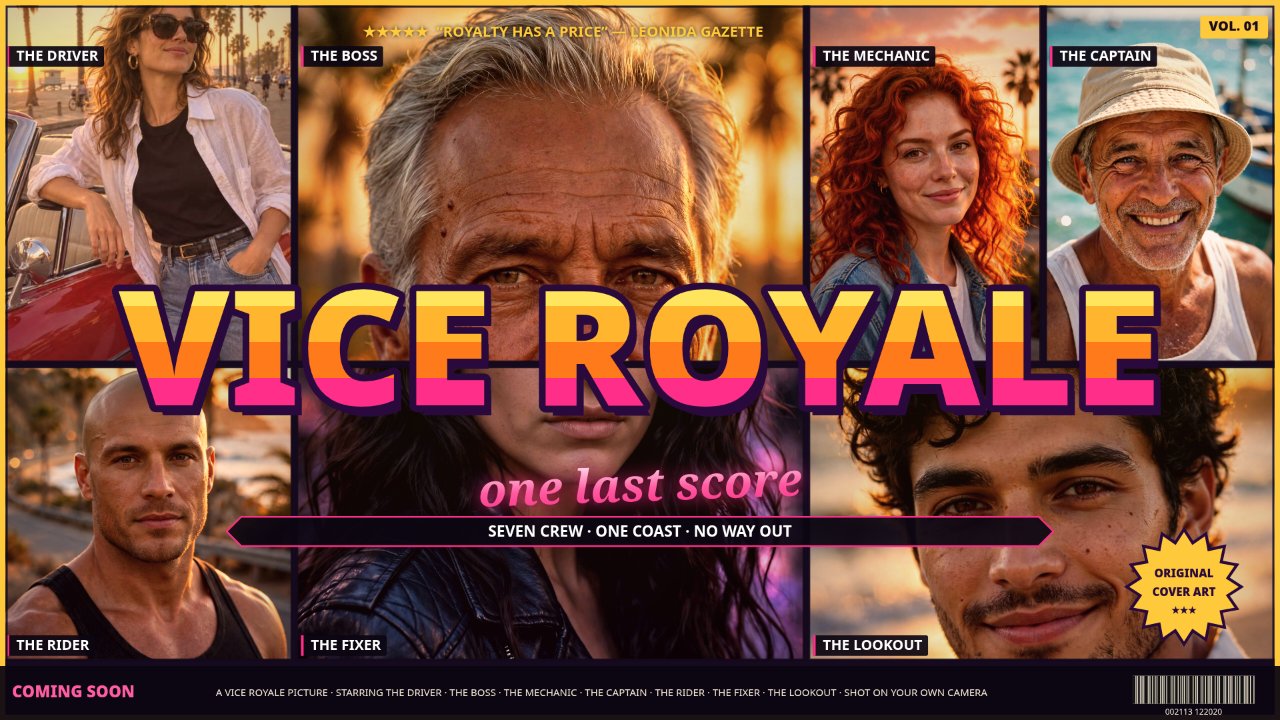 ★★★★★ "ROYALTY HAS A PRICE" — LEONIDA GAZETTE
VOL. 01
THE DRIVER
THE BOSS
THE MECHANIC
THE CAPTAIN
VICE ROYALE
one last score
SEVEN CREW · ONE COAST · NO WAY OUT
ORIGINAL
COVER ART
★★★
THE RIDER
THE FIXER
THE LOOKOUT
COMING SOON
A VICE ROYALE PICTURE · STARRING THE DRIVER · THE BOSS · THE MECHANIC · THE CAPTAIN · THE RIDER · THE FIXER · THE LOOKOUT · SHOT ON YOUR OWN CAMERA
002113 122020